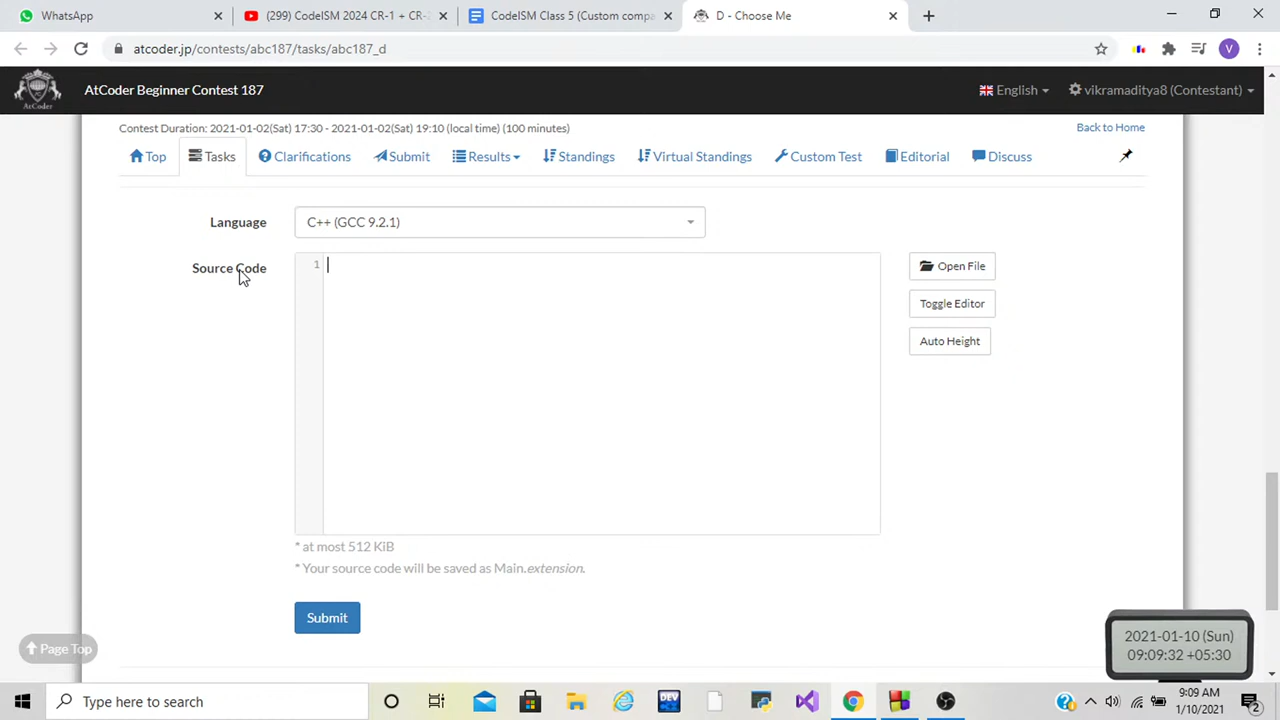 WhatsApp
(299) CodeISM 2024 CR-1 + CR-2
CodeISM Class 5 (Custom compa
D - Choose Me
atcoder.jp/contests/abc187/tasks/abc187_d
V
AtCoder
AtCoder Beginner Contest 187
English
vikramaditya8 (Contestant)
Contest Duration: 2021-01-02(Sat) 17:30 - 2021-01-02(Sat) 19:10 (local time) (100 minutes)
Back to Home
Top
Tasks
Clarifications
Submit
Results
Standings
Virtual Standings
Custom Test
Editorial
Discuss
Language
C++ (GCC 9.2.1)
Source Code
1
Open File
Toggle Editor
Auto Height
* at most 512 KiB
* Your source code will be saved as Main.extension.
Submit
Page Top
2021-01-10 (Sun)
09:09:32 +05:30
Type here to search
DEV
9:09 AM
1/10/2021
2